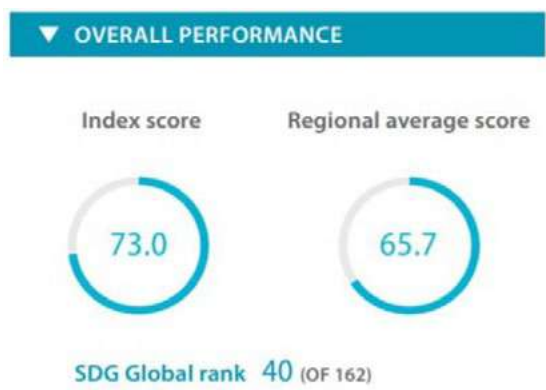 ▼ OVERALL PERFORMANCE
Index score
Regional average score
73.0
65.7
SDG Global rank 40 (OF 162)